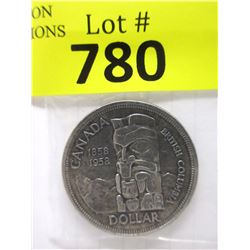 ON
IONS
Lot #
780
CANADA
BRITISH COLUMBIA
1858
1958
DOLLAR